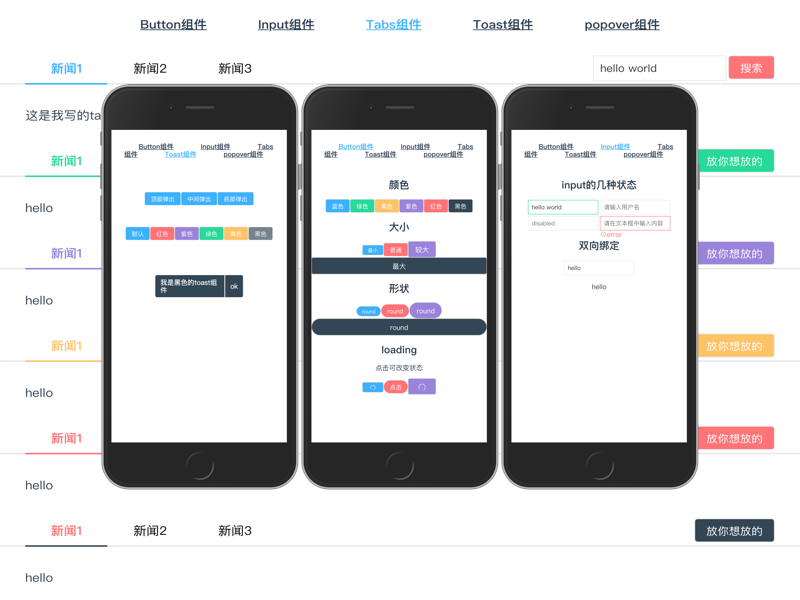 Button组件 Input组件 Tabs组件 Toast组件 popover组件
新闻1 新闻2 新闻3 hello world 搜索
这是我写的ta
新闻1 放你想放的
hello
新闻1 放你想放的
hello
新闻1 放你想放的
hello
新闻1 放你想放的
hello
新闻1 新闻2 新闻3 放你想放的
hello
Button组件 Input组件 Tabs
组件 Toast组件 popover组件
顶部弹出 中间弹出 底部弹出
默认 红色 紫色 绿色 黄色 黑色
我是黑色的toast组
件
ok
Button组件 Input组件 Tabs
组件 Toast组件 popover组件
颜色
蓝色 绿色 黄色 紫色 红色 黑色
大小
最小 普通 较大
最大
形状
round round round
round
loading
点击可改变状态
点击
Button组件 Input组件 Tabs
组件 Toast组件 popover组件
input的几种状态
hello world 请输入用户名
disabled 请在文本框中输入内容
error
双向绑定
hello
hello